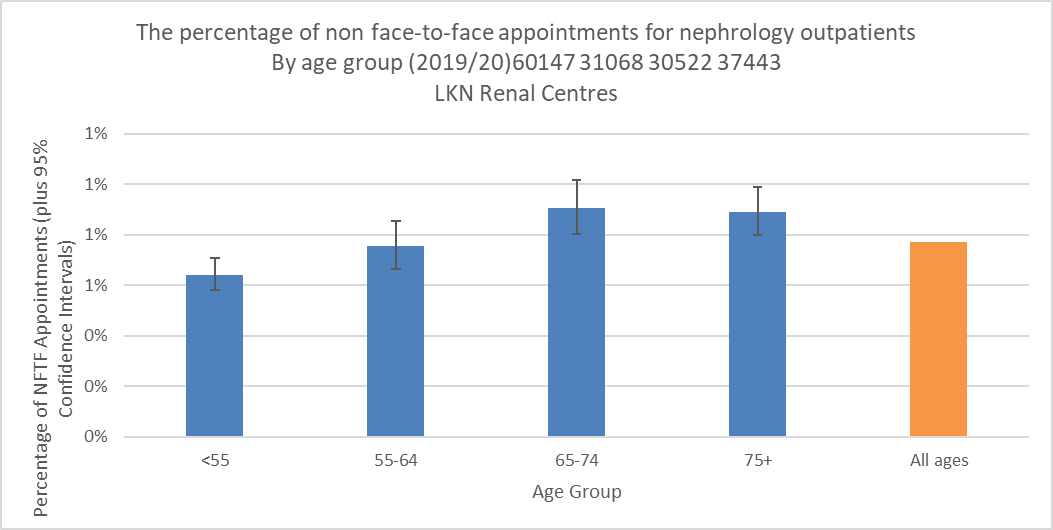 The percentage of non face-to-face appointments for nephrology outpatients
By age group (2019/20)60147 31068 30522 37443
LKN Renal Centres
Percentage of NFTF Appointments (plus 95%
Confidence Intervals)
1%
1%
1%
1%
0%
0%
0%
<55
55-64
65-74
75+
All ages
Age Group